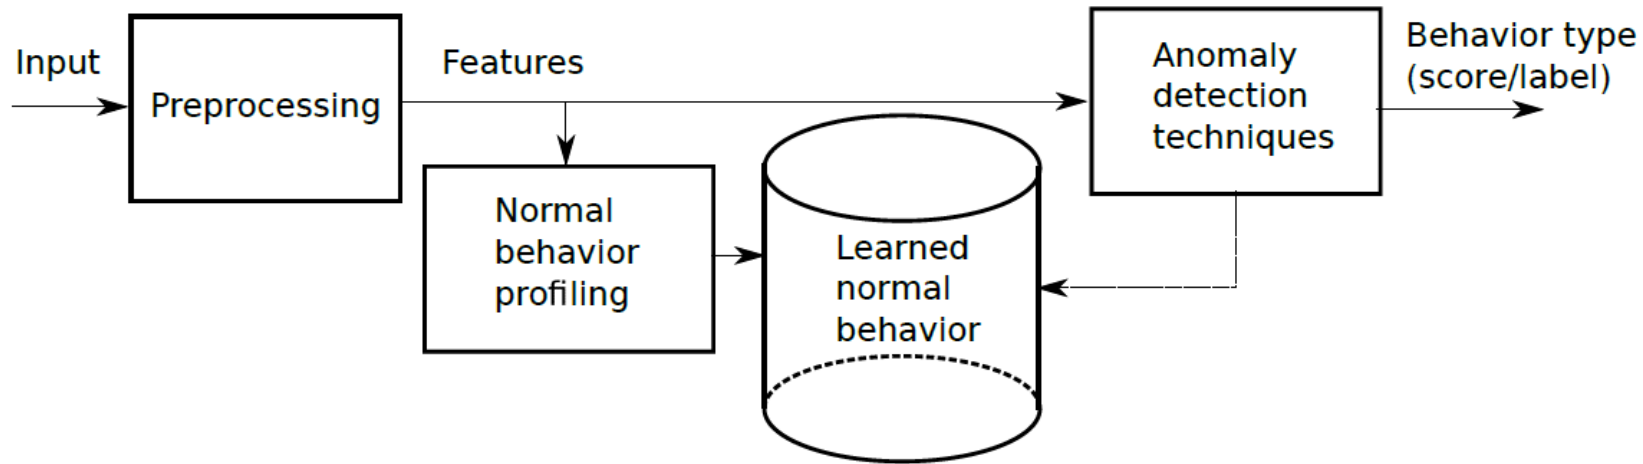 Input
Preprocessing
Features
Normal
behavior
profiling
Learned
normal
behavior
Anomaly
detection
techniques
Behavior type
(score/label)